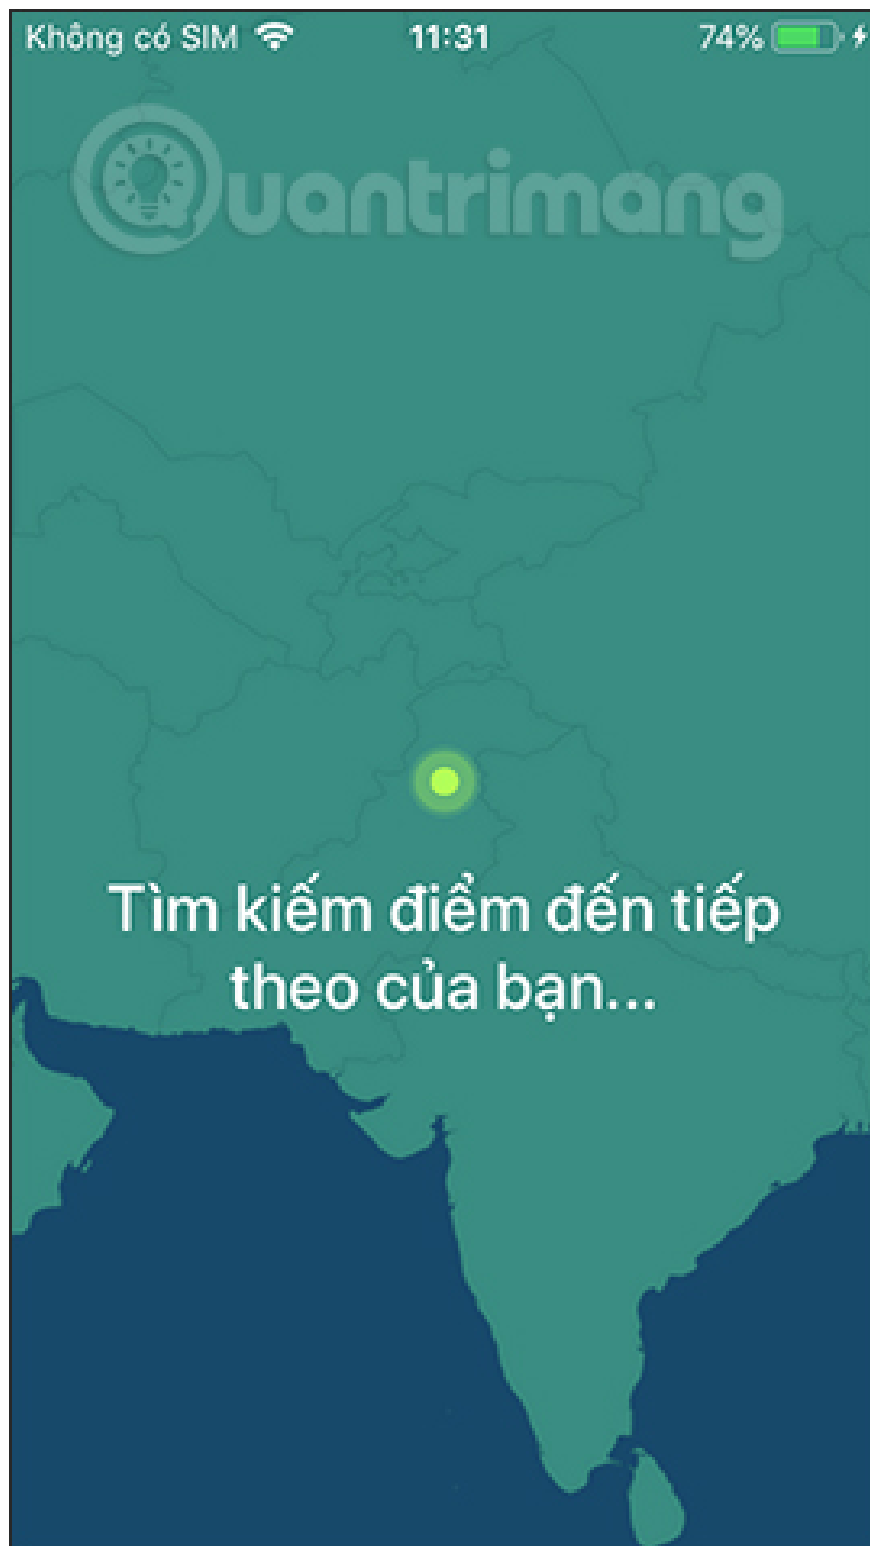 Không có SIM 11:31 74%
Quantrimang
Tìm kiếm điểm đến tiếp
theo của bạn...